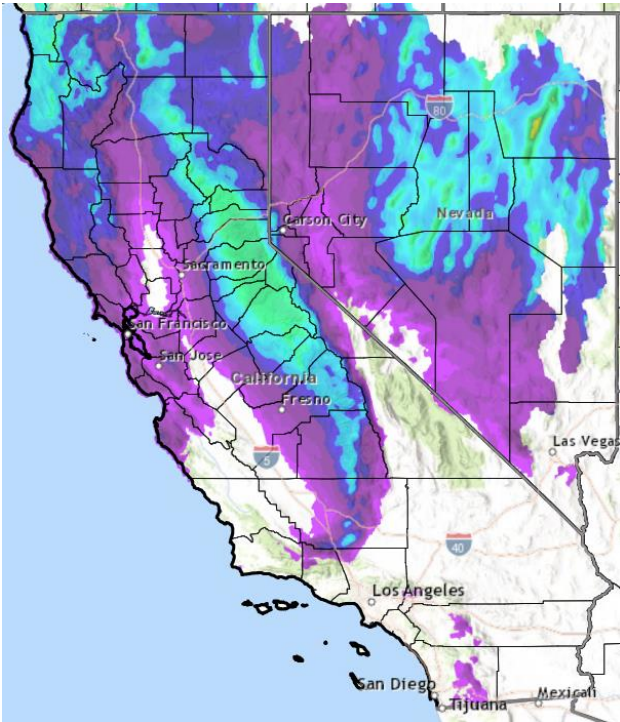 80
Nevada
Carson City
Sacramento
San Francisco
San Jose
California
Fresno
5
Las Vegas
40
Los Angeles
San Diego
Tijuana
Mexicali